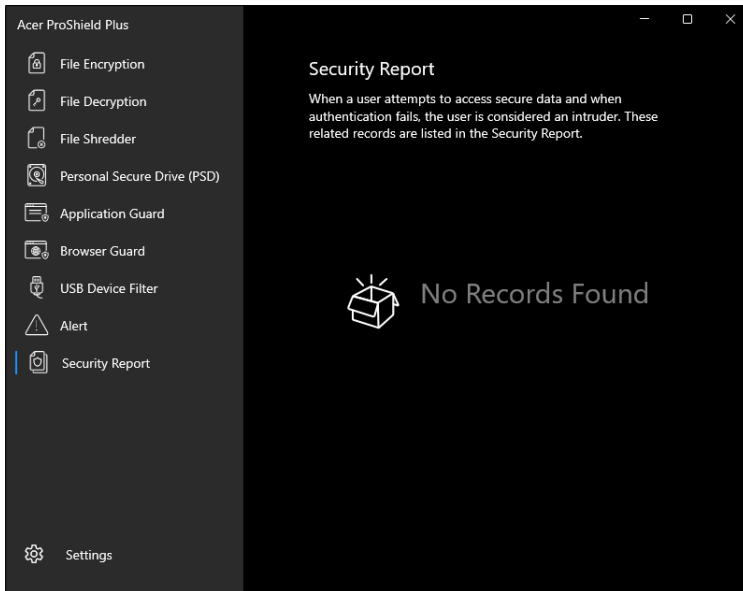 Acer ProShield Plus
File Encryption
File Decryption
File Shredder
Personal Secure Drive (PSD)
Application Guard
Browser Guard
USB Device Filter
Alert
Security Report
Settings
Security Report
When a user attempts to access secure data and when
authentication fails, the user is considered an intruder. These
related records are listed in the Security Report.
No Records Found